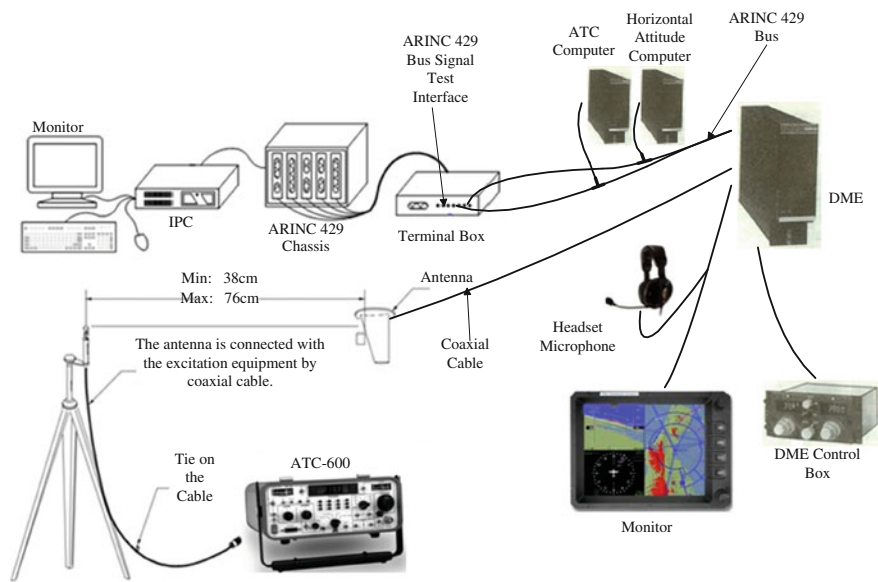 ARINC 429
Bus Signal
Test
Interface
ATC
Computer
Horizontal
Attitude
Computer
ARINC 429
Bus
Monitor
IPC
ARINC 429
Chassis
Terminal Box
DME
Min: 38cm
Max: 76cm
Antenna
The antenna is connected with
the excitation equipment by
coaxial cable.
Coaxial
Cable
Headset
Microphone
Tie on
the
Cable
ATC-600
DME Control
Box
Monitor